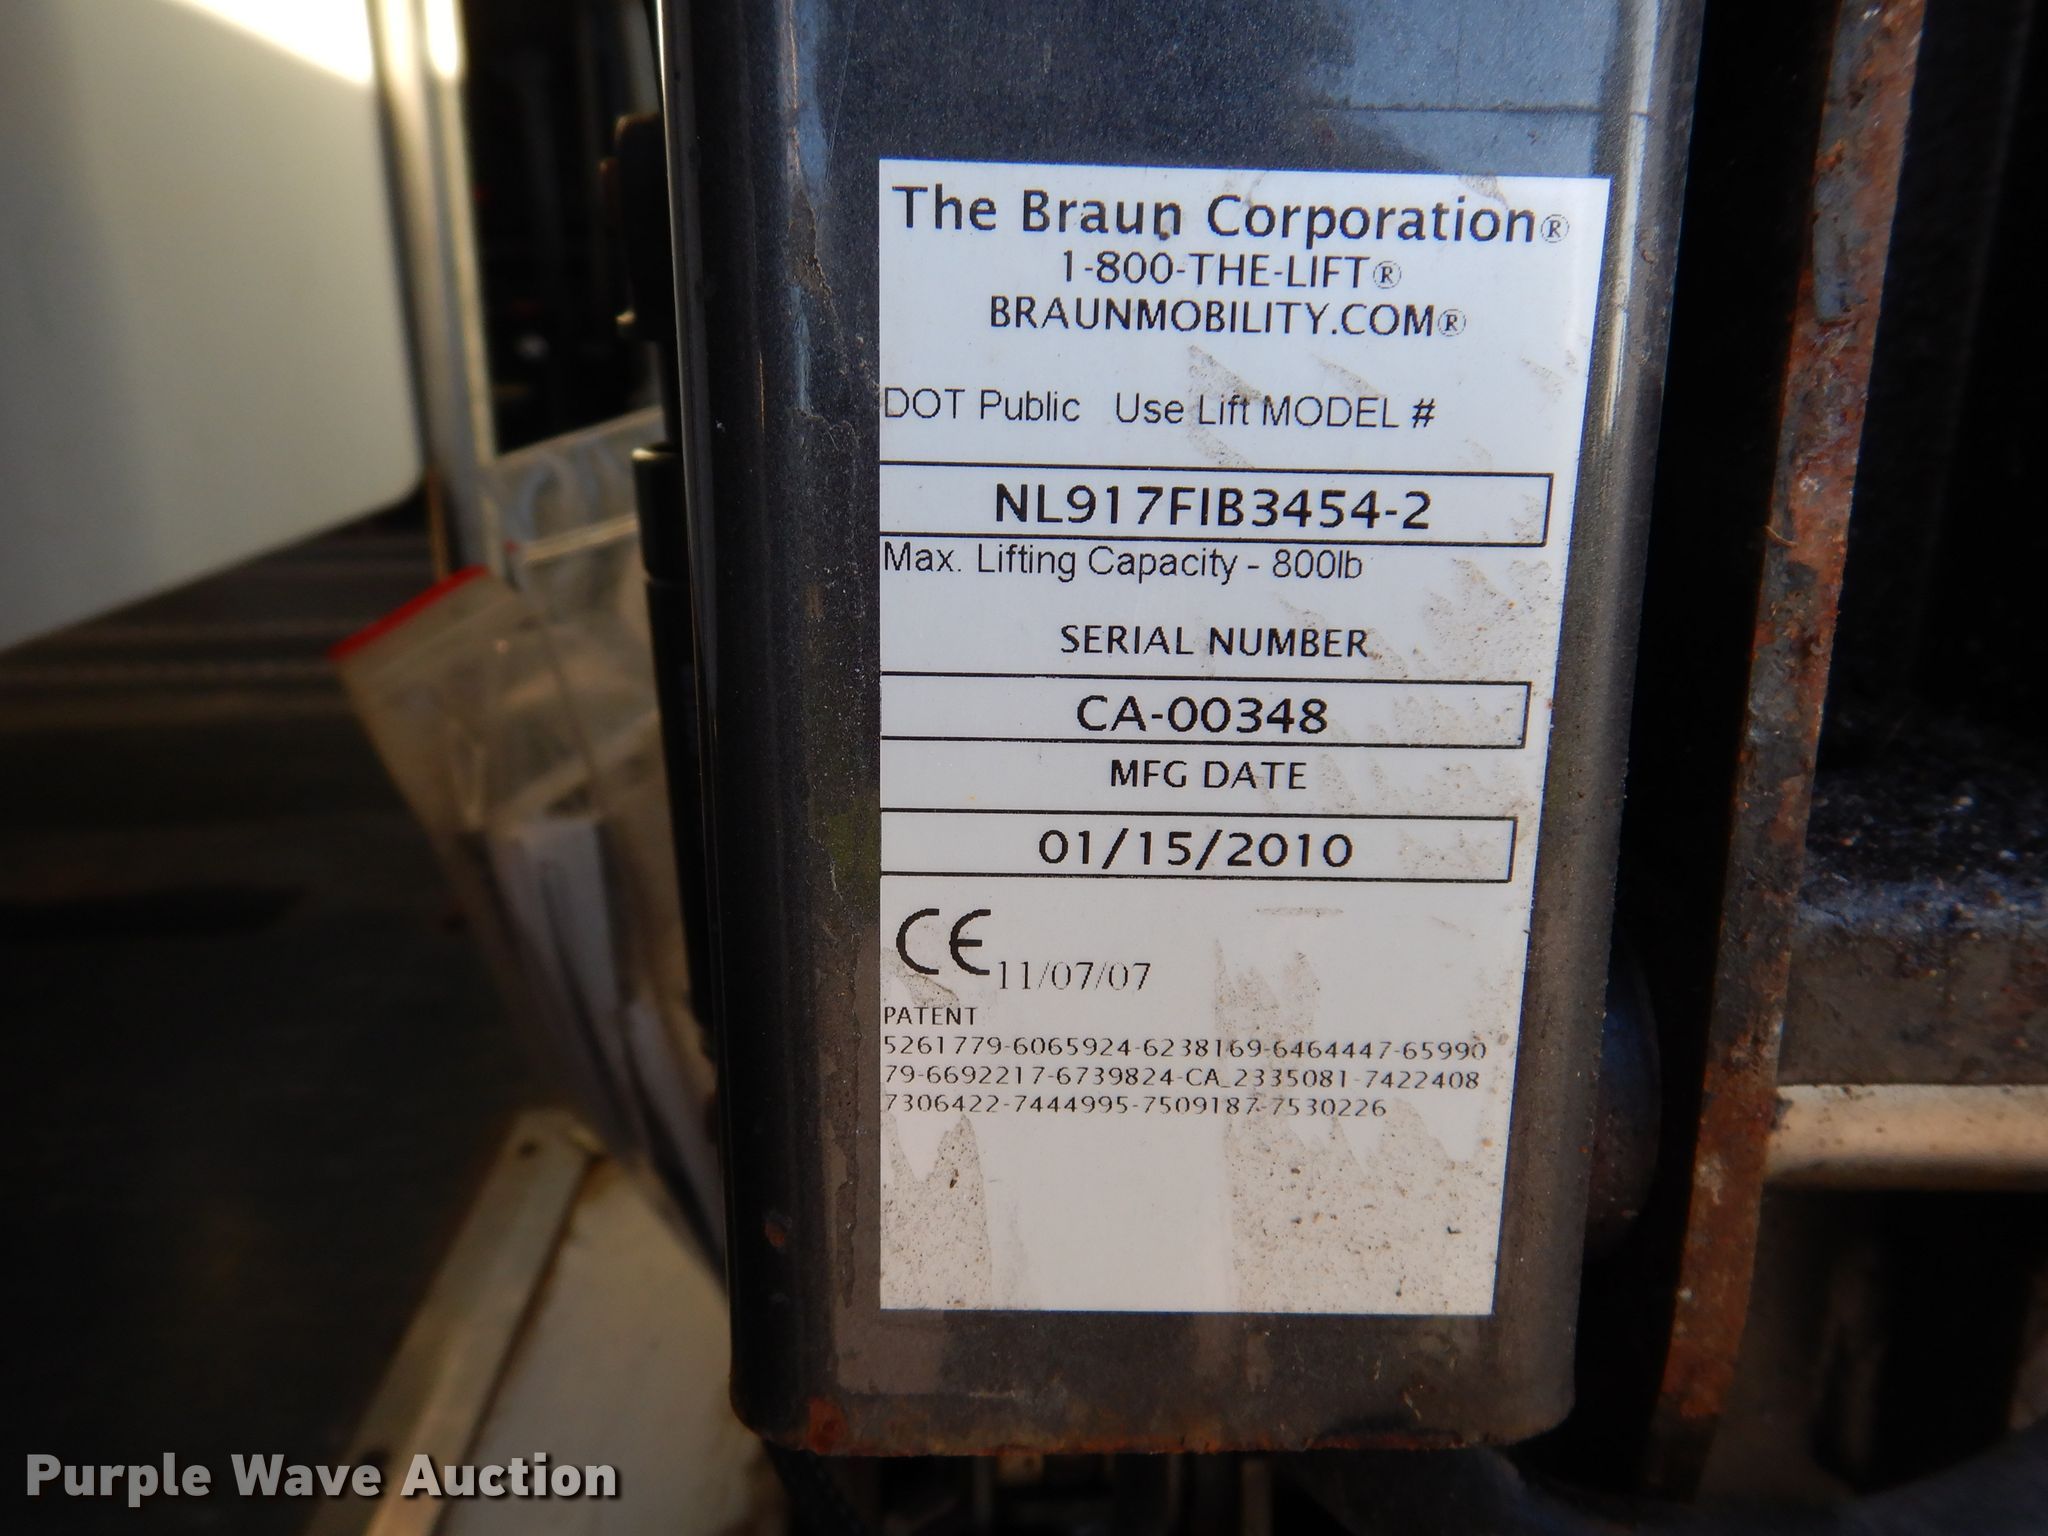 The Braun Corporation®
1-800-THE-LIFT®
BRAUNMOBILITY.COM®
DOT Public Use Lift MODEL #
NL917FIB3454-2
Max. Lifting Capacity - 800lb
SERIAL NUMBER
CA-00348
MFG DATE
01/15/2010
CE 11/07/07
PATENT
5261779-6065924-6238169-6464447-65990
79-6692217-6739824-CA_2335081-7422408
7306422-7444995-7509187-7530226
Purple Wave Auction